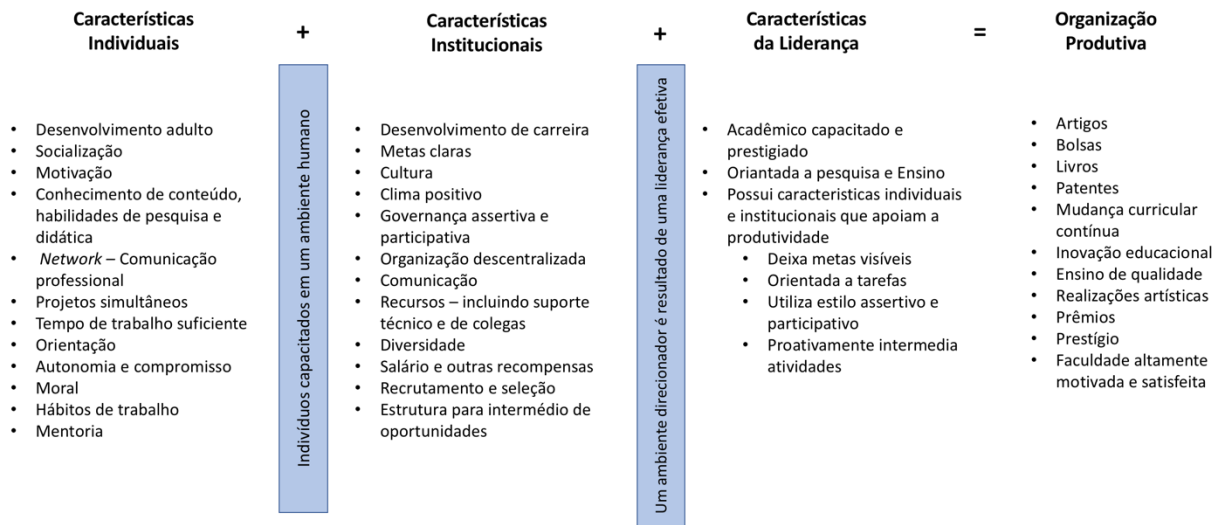 Características
Individuais
+
Características
Institucionais
+
Características
da Liderança
=
Organização
Produtiva
• Desenvolvimento adulto
• Socialização
• Motivação
• Conhecimento de conteúdo,
habilidades de pesquisa e
didática
• Network – Comunicação
professional
• Projetos simultâneos
• Tempo de trabalho suficiente
• Orientação
• Autonomia e compromisso
• Moral
• Hábitos de trabalho
• Mentoria
Indivíduos capacitados em um ambiente humano
• Desenvolvimento de carreira
• Metas claras
• Cultura
• Clima positivo
• Governança assertiva e
participativa
• Organização descentralizada
• Comunicação
• Recursos – incluindo suporte
técnico e de colegas
• Diversidade
• Salário e outras recompensas
• Recrutamento e seleção
• Estrutura para intermédio de
oportunidades
Um ambiente direcionador é resultado de uma liderança efetiva
• Acadêmico capacitado e
prestigiado
• Oriantada a pesquisa e Ensino
• Possui caracteristicas individuais
e institucionais que apoiam a
produtividade
• Deixa metas visíveis
• Orientada a tarefas
• Utiliza estilo assertivo e
participativo
• Proativamente intermedia
atividades
• Artigos
• Bolsas
• Livros
• Patentes
• Mudança curricular
contínua
• Inovação educacional
• Ensino de qualidade
• Realizações artísticas
• Prêmios
• Prestígio
• Faculdade altamente
motivada e satisfeita